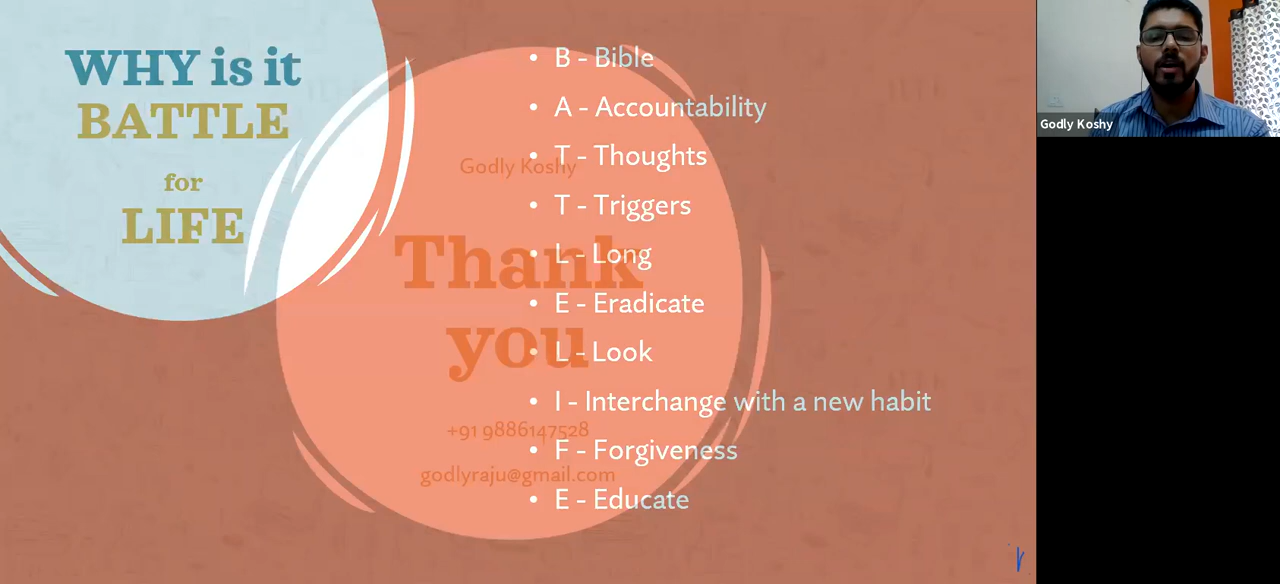 WHY is it
BATTLE
for
LIFE
• B - Bible
• A - Accountability
• T - Thoughts
• T - Triggers
• L - Long
• E - Eradicate
• L - Look
• I - Interchange with a new habit
• F - Forgiveness
• E - Educate
Godly Koshy
Thank
you
+91 9886147528
godlyraju@gmail.com
Godly Koshy